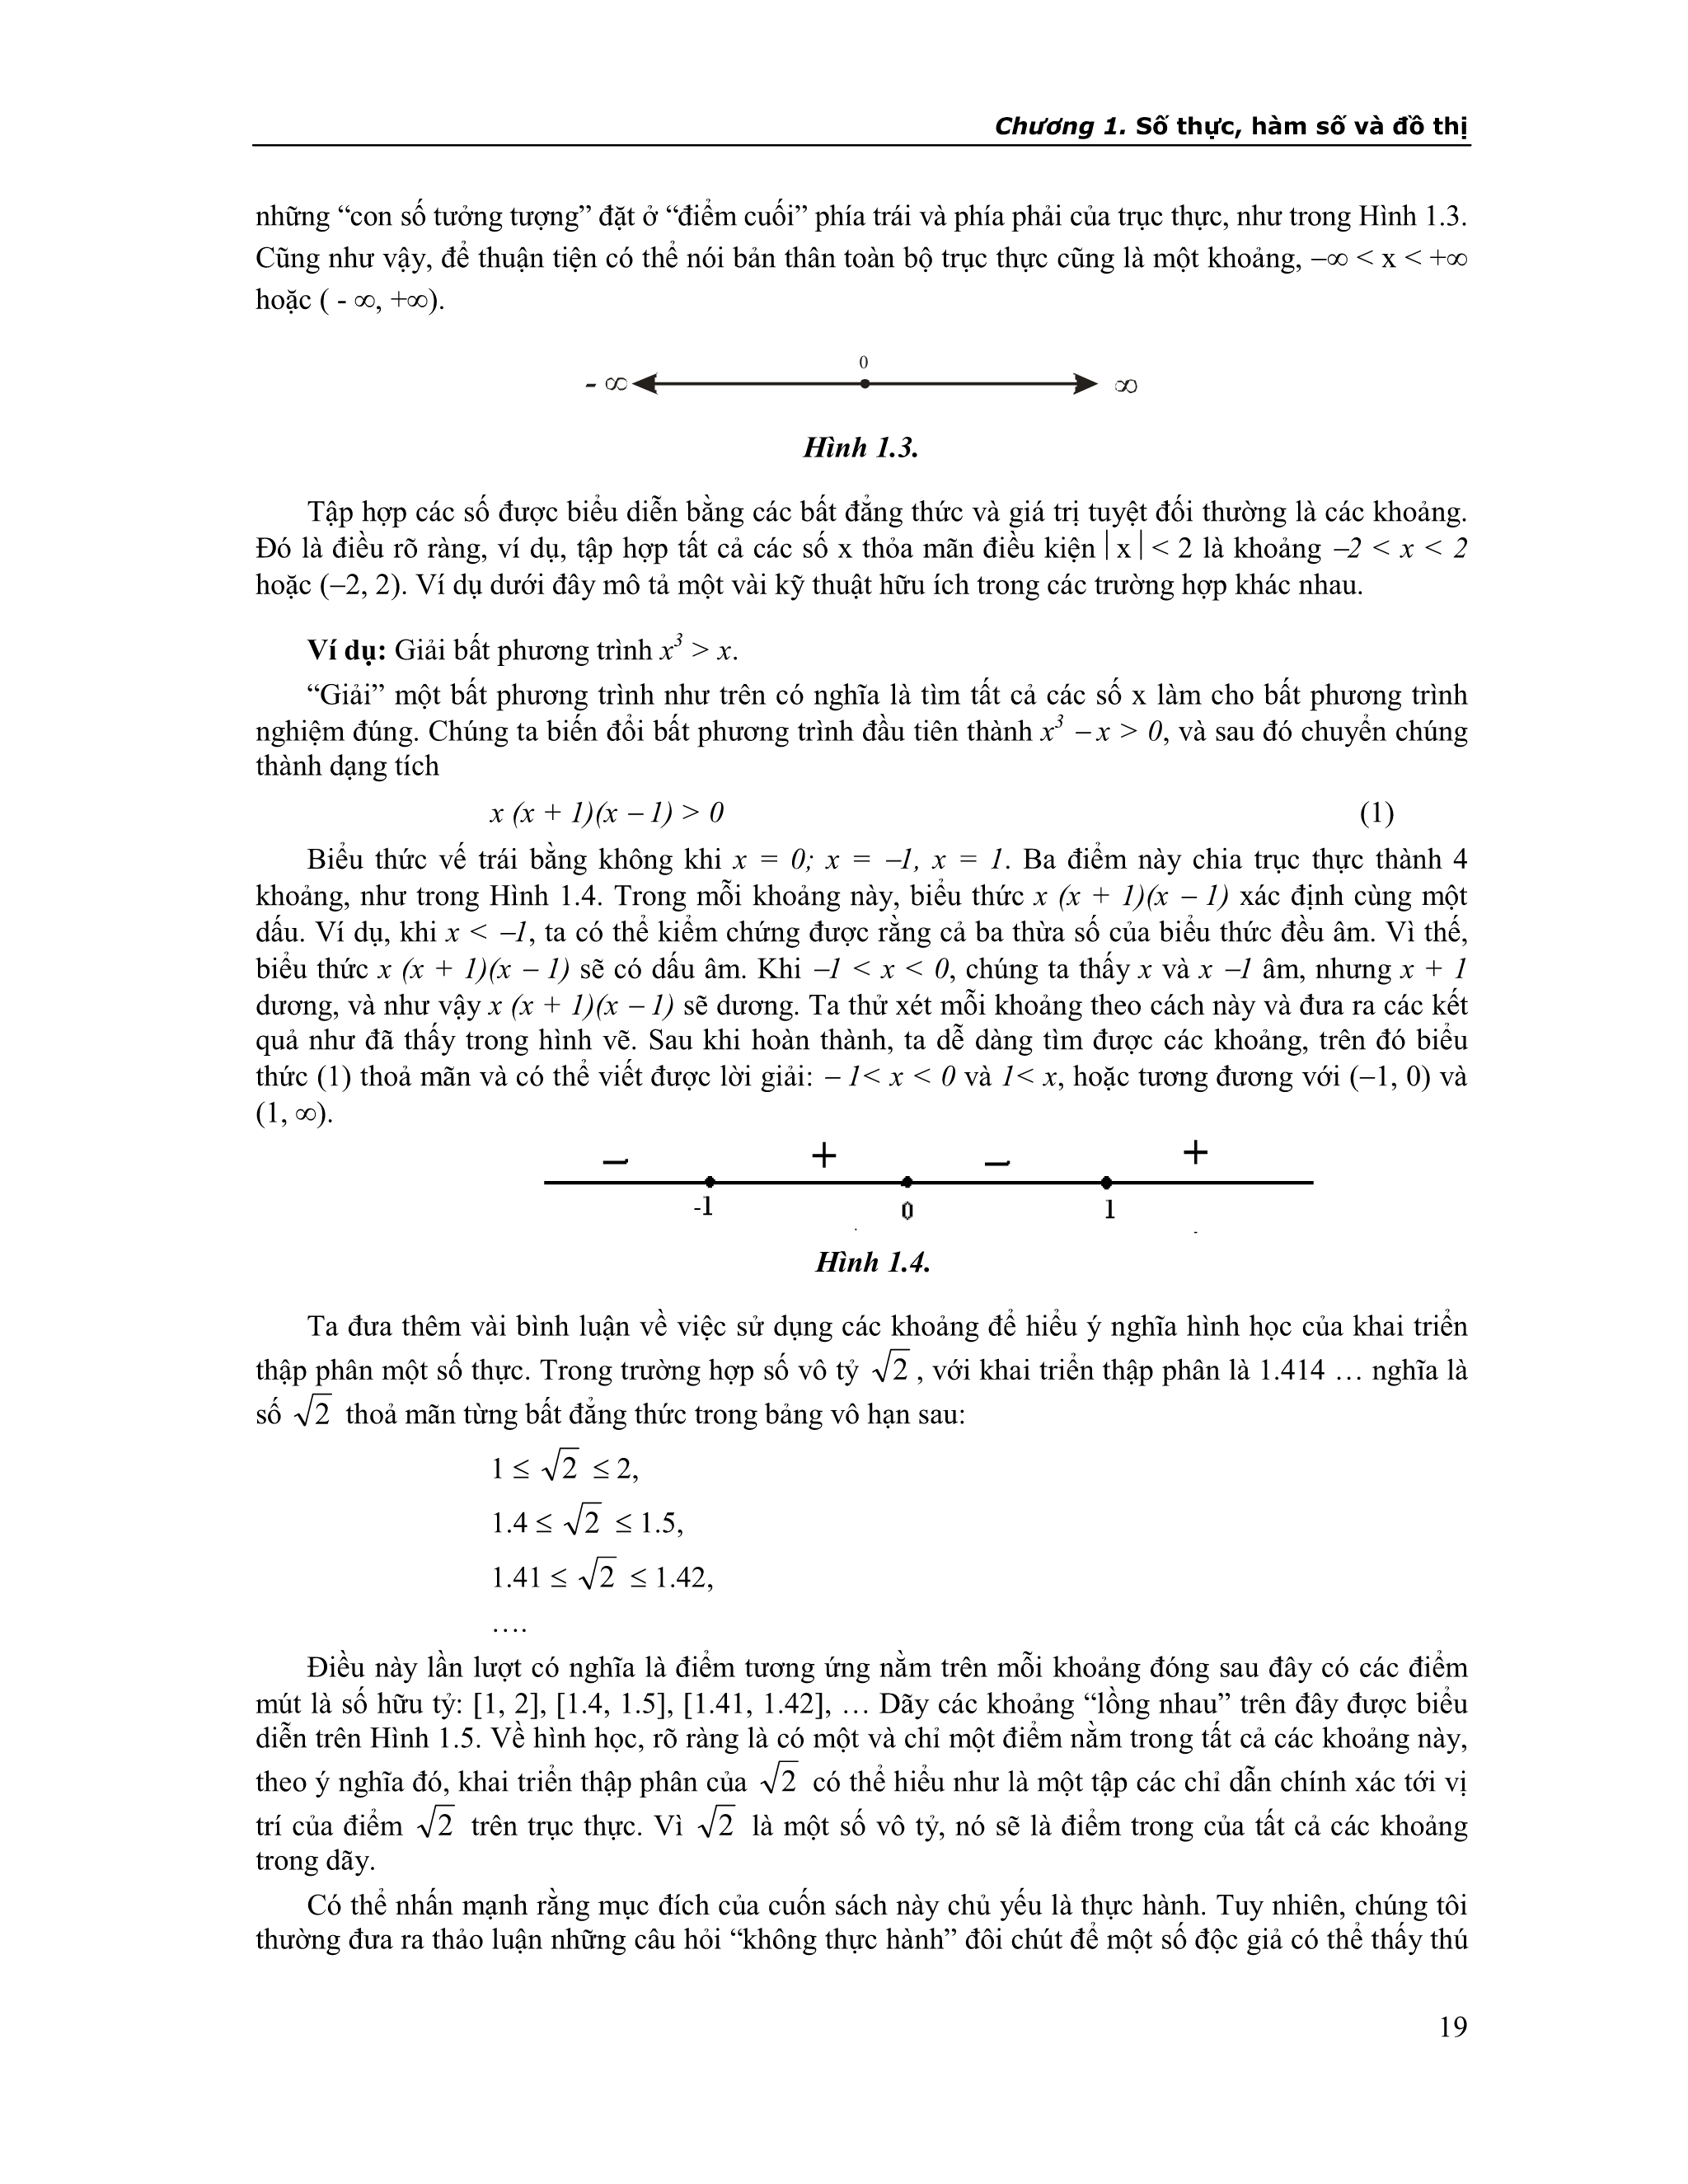 Chương 1. Số thực, hàm số và đồ thị
những “con số tưởng tượng” đặt ở “điểm cuối” phía trái và phía phải của trục thực, như trong Hình 1.3.
Cũng như vậy, để thuận tiện có thể nói bản thân toàn bộ trục thực cũng là một khoảng, –∞ < x < +∞
hoặc ( - ∞, +∞).
0
- ∞ ∞
Hình 1.3.
Tập hợp các số được biểu diễn bằng các bất đẳng thức và giá trị tuyệt đối thường là các khoảng.
Đó là điều rõ ràng, ví dụ, tập hợp tất cả các số x thỏa mãn điều kiện | x | < 2 là khoảng –2 < x < 2
hoặc (–2, 2). Ví dụ dưới đây mô tả một vài kỹ thuật hữu ích trong các trường hợp khác nhau.
Ví dụ: Giải bất phương trình x³ > x.
“Giải” một bất phương trình như trên có nghĩa là tìm tất cả các số x làm cho bất phương trình
nghiệm đúng. Chúng ta biến đổi bất phương trình đầu tiên thành x³ – x > 0, và sau đó chuyển chúng
thành dạng tích
x (x + 1)(x – 1) > 0 (1)
Biểu thức vế trái bằng không khi x = 0; x = –1, x = 1. Ba điểm này chia trục thực thành 4
khoảng, như trong Hình 1.4. Trong mỗi khoảng này, biểu thức x (x + 1)(x – 1) xác định cùng một
dấu. Ví dụ, khi x < –1, ta có thể kiểm chứng được rằng cả ba thừa số của biểu thức đều âm. Vì thế,
biểu thức x (x + 1)(x – 1) sẽ có dấu âm. Khi –1 < x < 0, chúng ta thấy x và x –1 âm, nhưng x + 1
dương, và như vậy x (x + 1)(x – 1) sẽ dương. Ta thử xét mỗi khoảng theo cách này và đưa ra các kết
quả như đã thấy trong hình vẽ. Sau khi hoàn thành, ta dễ dàng tìm được các khoảng, trên đó biểu
thức (1) thoả mãn và có thể viết được lời giải: – 1< x < 0 và 1< x, hoặc tương đương với (–1, 0) và
(1, ∞).
– + – +
-1 0 1
Hình 1.4.
Ta đưa thêm vài bình luận về việc sử dụng các khoảng để hiểu ý nghĩa hình học của khai triển
thập phân một số thực. Trong trường hợp số vô tỷ √2 , với khai triển thập phân là 1.414 … nghĩa là
số √2 thoả mãn từng bất đẳng thức trong bảng vô hạn sau:
1 ≤ √2 ≤ 2,
1.4 ≤ √2 ≤ 1.5,
1.41 ≤ √2 ≤ 1.42,
….
Điều này lần lượt có nghĩa là điểm tương ứng nằm trên mỗi khoảng đóng sau đây có các điểm
mút là số hữu tỷ: [1, 2], [1.4, 1.5], [1.41, 1.42], … Dãy các khoảng “lồng nhau” trên đây được biểu
diễn trên Hình 1.5. Về hình học, rõ ràng là có một và chỉ một điểm nằm trong tất cả các khoảng này,
theo ý nghĩa đó, khai triển thập phân của √2 có thể hiểu như là một tập các chỉ dẫn chính xác tới vị
trí của điểm √2 trên trục thực. Vì √2 là một số vô tỷ, nó sẽ là điểm trong của tất cả các khoảng
trong dãy.
Có thể nhấn mạnh rằng mục đích của cuốn sách này chủ yếu là thực hành. Tuy nhiên, chúng tôi
thường đưa ra thảo luận những câu hỏi “không thực hành” đôi chút để một số độc giả có thể thấy thú
19